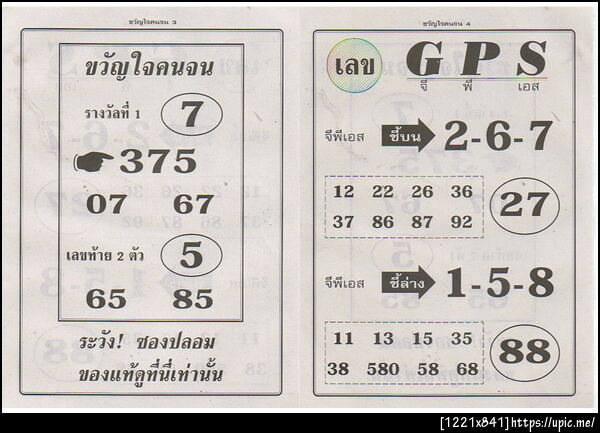 ขวัญใจคนจน 3
ขวัญใจคนจน
รางวัลที่ 1 7
375
07 67
เลขท้าย 2 ตัว 5
65 85
ระวัง! ซองปลอม
ของแท้ดูที่นี่เท่านั้น
ขวัญใจคนจน 4
เลข GPS
จี พี เอส
จีพีเอส ชี้บน 2-6-7
12 22 26 36
37 86 87 92
27
จีพีเอส ชี้ล่าง 1-5-8
11 13 15 35
38 580 58 68
88
[1221x841]https://upic.me/